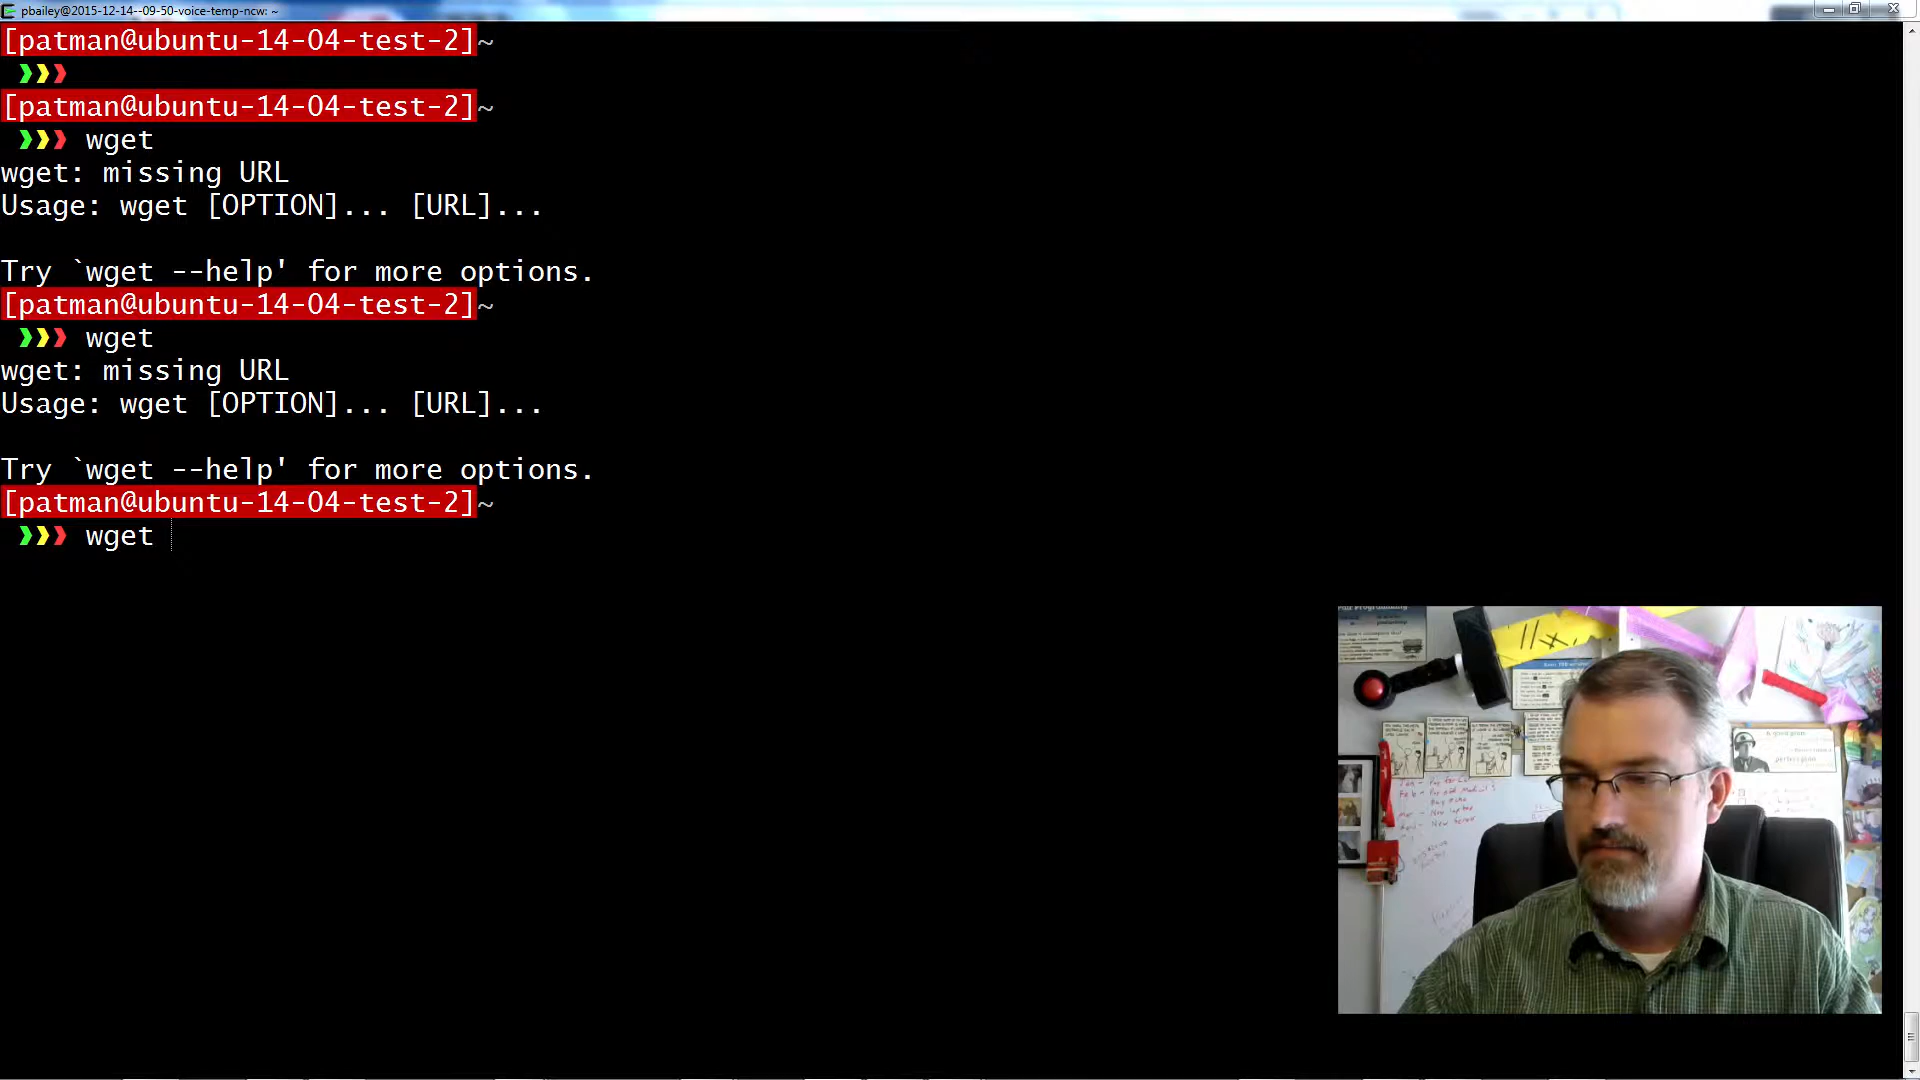 pbailey@2015-12-14--09-50-voice-temp-ncw: ~
[patman@ubuntu-14-04-test-2]~
❯❯❯
[patman@ubuntu-14-04-test-2]~
❯❯❯ wget
wget: missing URL
Usage: wget [OPTION]... [URL]...
Try `wget --help' for more options.
[patman@ubuntu-14-04-test-2]~
❯❯❯ wget
wget: missing URL
Usage: wget [OPTION]... [URL]...
Try `wget --help' for more options.
[patman@ubuntu-14-04-test-2]~
❯❯❯ wget